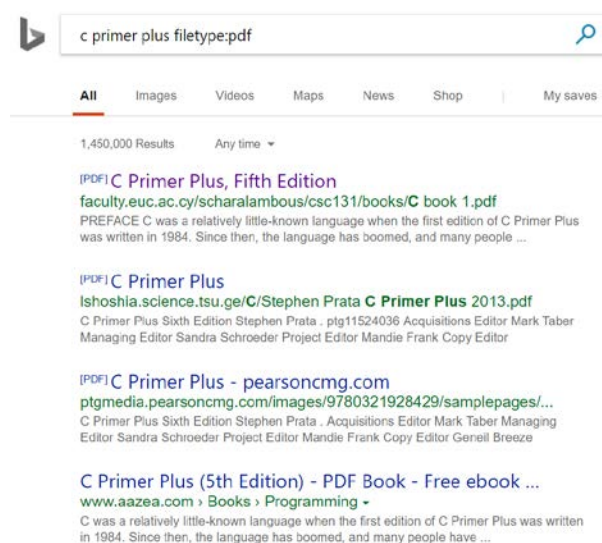 c primer plus filetype:pdf
All Images Videos Maps News Shop | My saves
1,450,000 Results Any time
[PDF] C Primer Plus, Fifth Edition
faculty.euc.ac.cy/scharalambous/csc131/books/C book 1.pdf
PREFACE C was a relatively little-known language when the first edition of C Primer Plus
was written in 1984. Since then, the language has boomed, and many people ...
[PDF] C Primer Plus
lshoshia.science.tsu.ge/C/Stephen Prata C Primer Plus 2013.pdf
C Primer Plus Sixth Edition Stephen Prata . ptg11524036 Acquisitions Editor Mark Taber
Managing Editor Sandra Schroeder Project Editor Mandie Frank Copy Editor
[PDF] C Primer Plus - pearsoncmg.com
ptgmedia.pearsoncmg.com/images/9780321928429/samplepages/...
C Primer Plus Sixth Edition Stephen Prata . Acquisitions Editor Mark Taber Managing
Editor Sandra Schroeder Project Editor Mandie Frank Copy Editor Geneil Breeze
C Primer Plus (5th Edition) - PDF Book - Free ebook ...
www.aazea.com › Books › Programming
C was a relatively little-known language when the first edition of C Primer Plus was written
in 1984. Since then, the language has boomed, and many people have ...